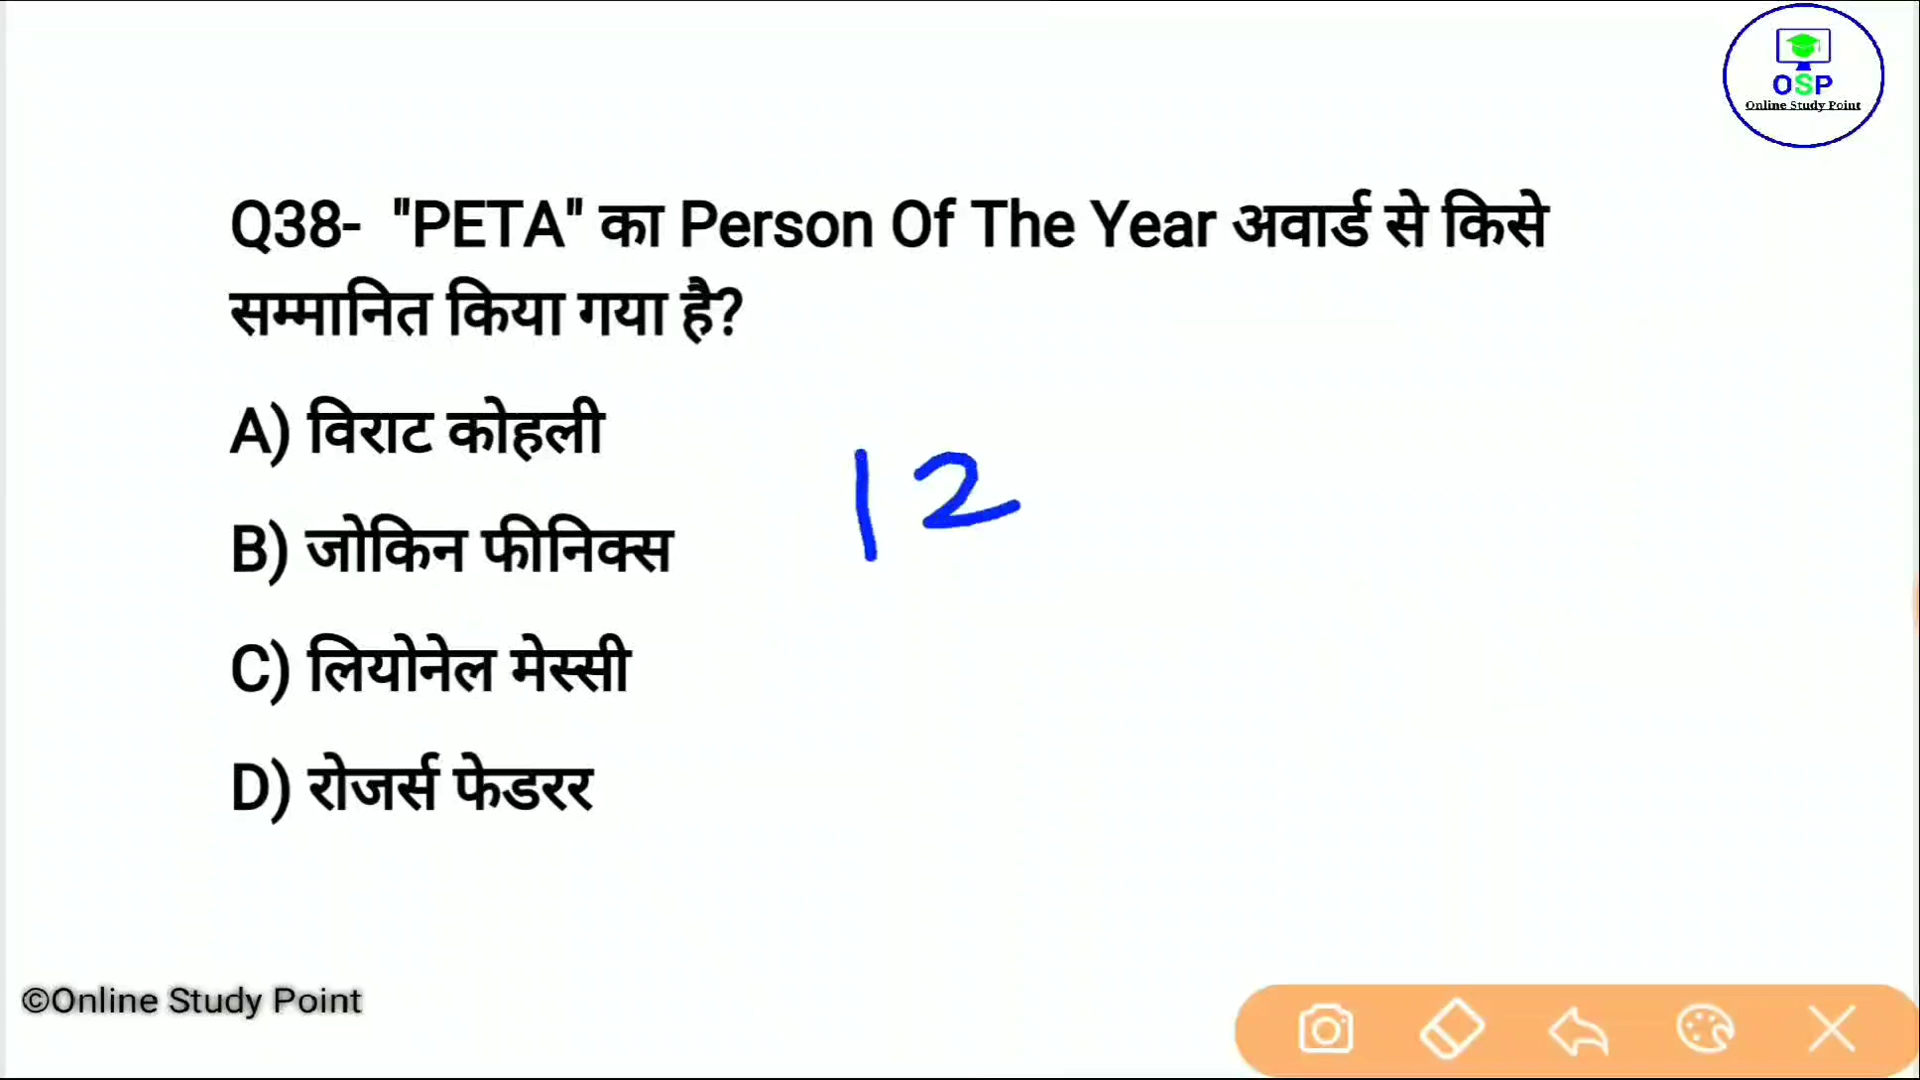 OSP
Online Study Point
Q38- "PETA" का Person Of The Year अवार्ड से किसे
सम्मानित किया गया है?
A) विराट कोहली
12
B) जोकिन फीनिक्स
C) लियोनेल मेस्सी
D) रोजर्स फेडरर
©Online Study Point